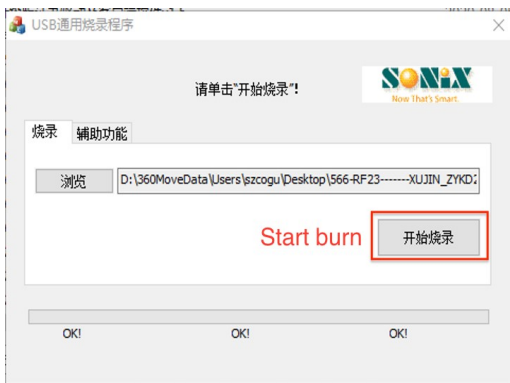 USB通用烧录程序
请单击"开始烧录"!
SONiX
Now That's Smart.
烧录 辅助功能
浏览 D:\360MoveData\Users\szcogu\Desktop\566-RF23-------XUJIN_ZYKD2
Start burn 开始烧录
OK! OK! OK!